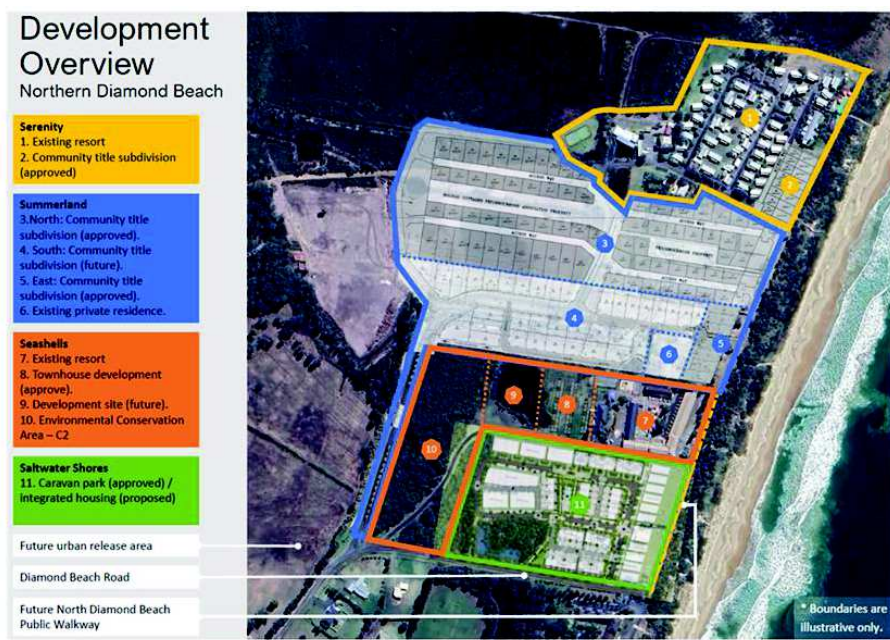 Development
Overview
Northern Diamond Beach
Serenity
1. Existing resort
2. Community title subdivision
(approved)
Summerland
3.North: Community title
subdivision (approved).
4. South: Community title
subdivision (future).
5. East: Community title
subdivision (approved).
6. Existing private residence.
Seashells
7. Existing resort
8. Townhouse development
(approve).
9. Development site (future).
10. Environmental Conservation
Area – C2
Saltwater Shores
11. Caravan park (approved) /
integrated housing (proposed)
Future urban release area
Diamond Beach Road
Future North Diamond Beach
Public Walkway
1
2
3
4
5
6
7
8
9
10
11
* Boundaries are
illustrative only.